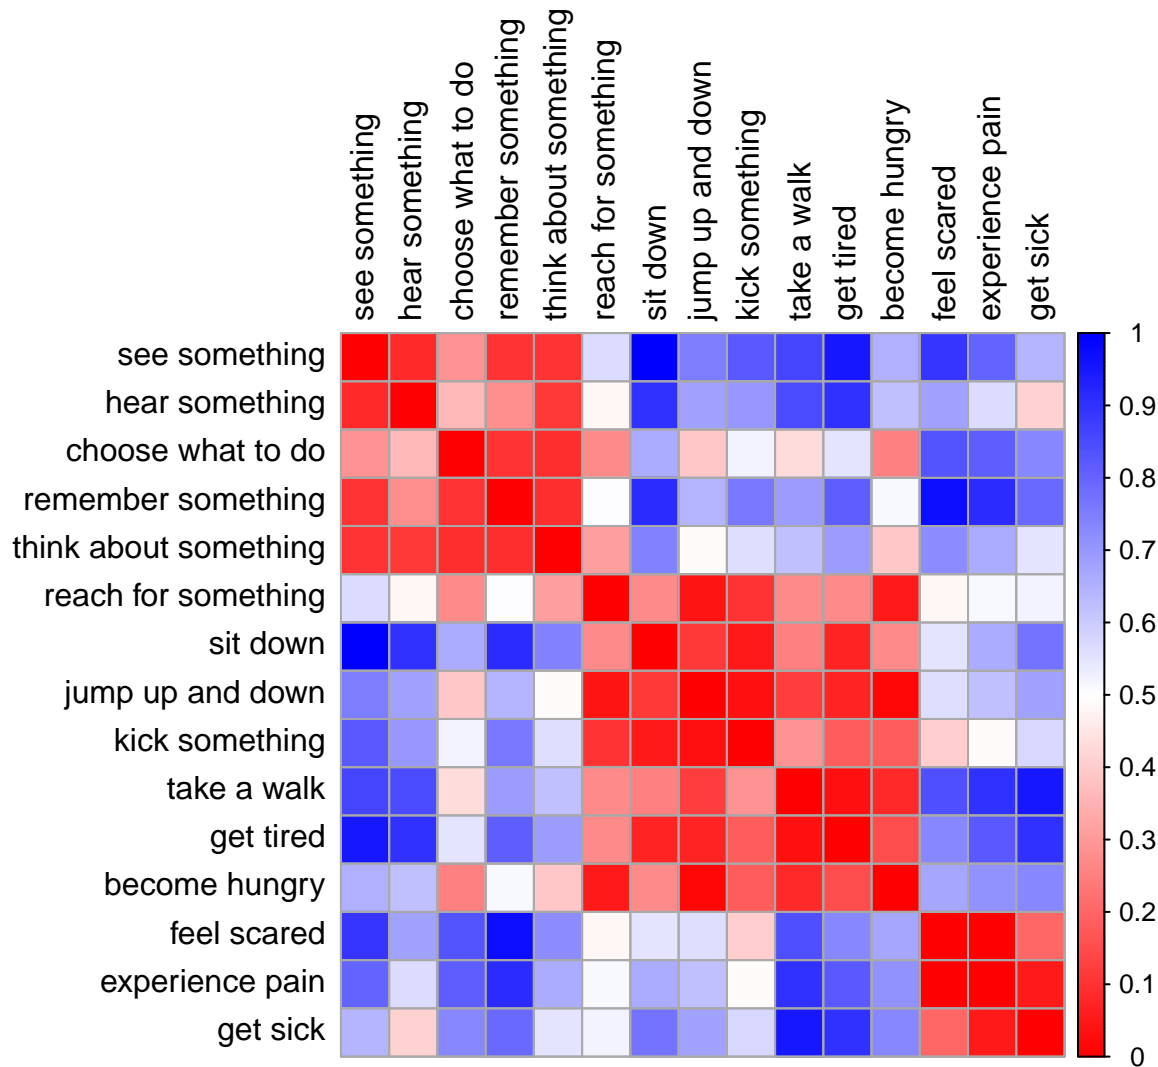 see something
hear something
choose what to do
remember something
think about something
reach for something
sit down
jump up and down
kick something
take a walk
get tired
become hungry
feel scared
experience pain
get sick
see something
hear something
choose what to do
remember something
think about something
reach for something
sit down
jump up and down
kick something
take a walk
get tired
become hungry
feel scared
experience pain
get sick
1
0.9
0.8
0.7
0.6
0.5
0.4
0.3
0.2
0.1
0